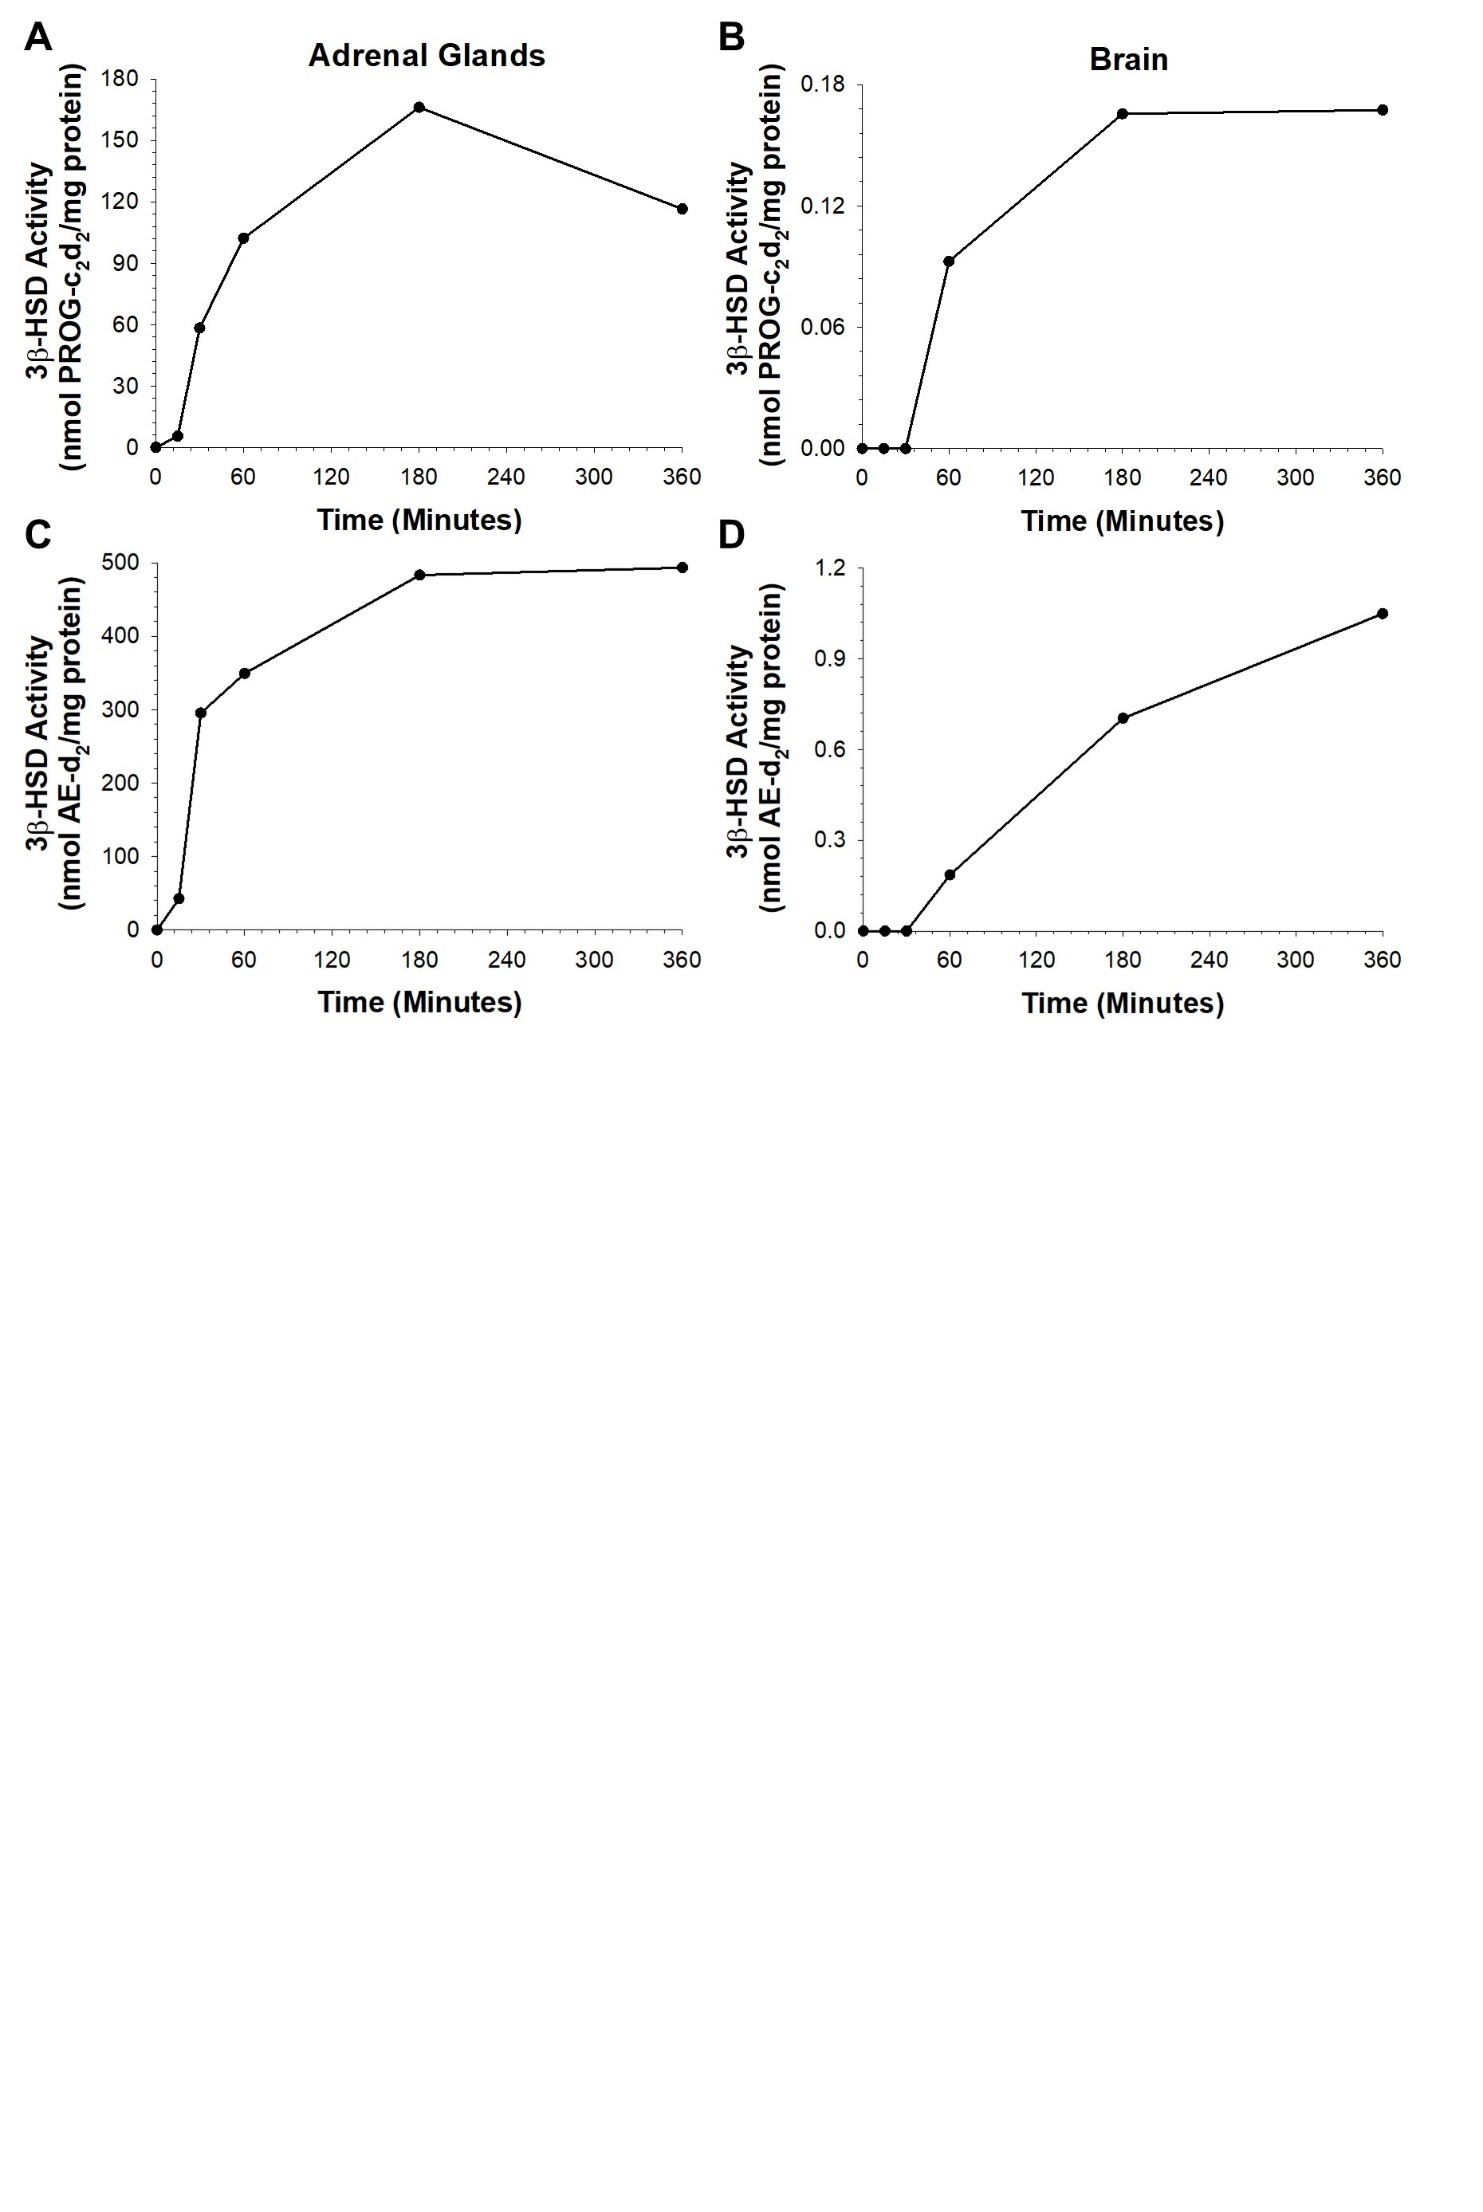 A
Adrenal Glands
3β-HSD Activity
(nmol PROG-c2d2/mg protein)
180
150
120
90
60
30
0
0 60 120 180 240 300 360
Time (Minutes)
B
Brain
3β-HSD Activity
(nmol PROG-c2d2/mg protein)
0.18
0.12
0.06
0.00
0 60 120 180 240 300 360
Time (Minutes)
C
3β-HSD Activity
(nmol AE-d2/mg protein)
500
400
300
200
100
0
0 60 120 180 240 300 360
Time (Minutes)
D
3β-HSD Activity
(nmol AE-d2/mg protein)
1.2
0.9
0.6
0.3
0.0
0 60 120 180 240 300 360
Time (Minutes)